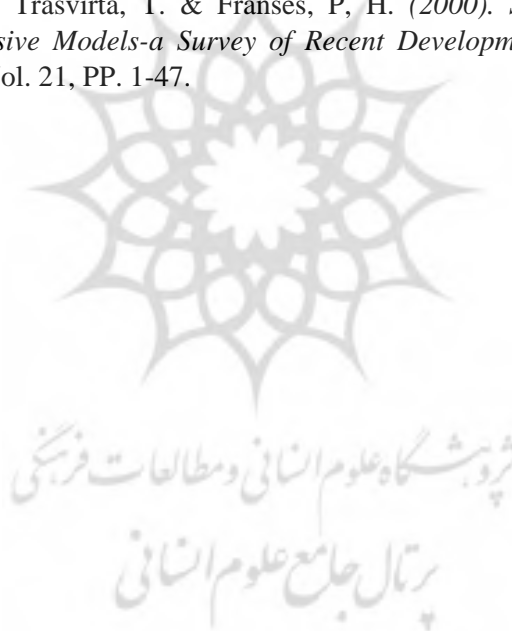 Trasvirta, T. & Franses, P, H. (2000). S
sive Models-a Survey of Recent Developm
ol. 21, PP. 1-47.
پژوهشگاه علوم انسانی و مطالعات فرهنگی
پرتال جامع علوم انسانی